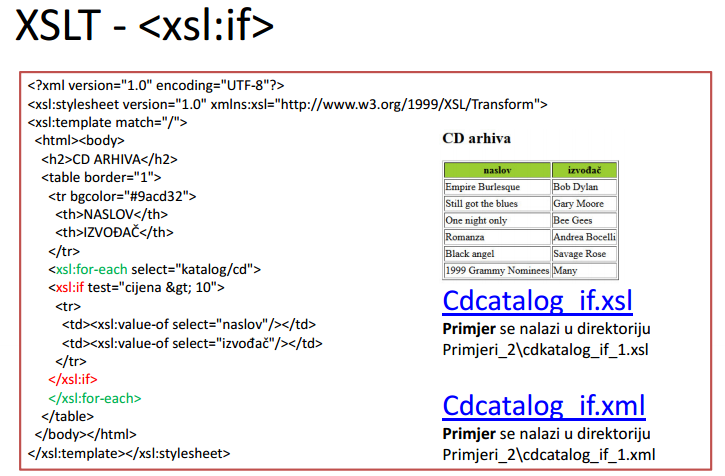 XSLT - <xsl:if>
<?xml version="1.0" encoding="UTF-8"?>
<xsl:stylesheet version="1.0" xmlns:xsl="http://www.w3.org/1999/XSL/Transform">
<xsl:template match="/">
<html><body>
<h2>CD ARHIVA</h2>
<table border="1">
<tr bgcolor="#9acd32">
<th>NASLOV</th>
<th>IZVOĐAČ</th>
</tr>
<xsl:for-each select="katalog/cd">
<xsl:if test="cijena &gt; 10">
<tr>
<td><xsl:value-of select="naslov"/></td>
<td><xsl:value-of select="izvođač"/></td>
</tr>
</xsl:if>
</xsl:for-each>
</table>
</body></html>
</xsl:template></xsl:stylesheet>
CD arhiva
naslov izvođač
Empire Burlesque Bob Dylan
Still got the blues Gary Moore
One night only Bee Gees
Romanza Andrea Bocelli
Black angel Savage Rose
1999 Grammy Nominees Many
Cdcatalog_if.xsl
Primjer se nalazi u direktoriju
Primjeri_2\cdkatalog_if_1.xsl
Cdcatalog_if.xml
Primjer se nalazi u direktoriju
Primjeri_2\cdcatalog_if_1.xml